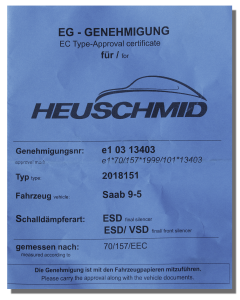 EG - GENEHMIGUNG
EC Type-Approval certificate
für / for
HEUSCHMID
Genehmigungsnr: e1 03 13403
approval no.: e1*70/157*1999/101*13403
Typ type 2018151
Fahrzeug vehicle Saab 9-5
Schalldämpferart: ESD final silencer
ESD/ VSD final/ front silencer
gemessen nach: 70/157/EEC
measured according to
Die Genehmigung ist mit den Fahrzeugpapieren mitzuführen.
Please carry the approval along with the vehicle documents.